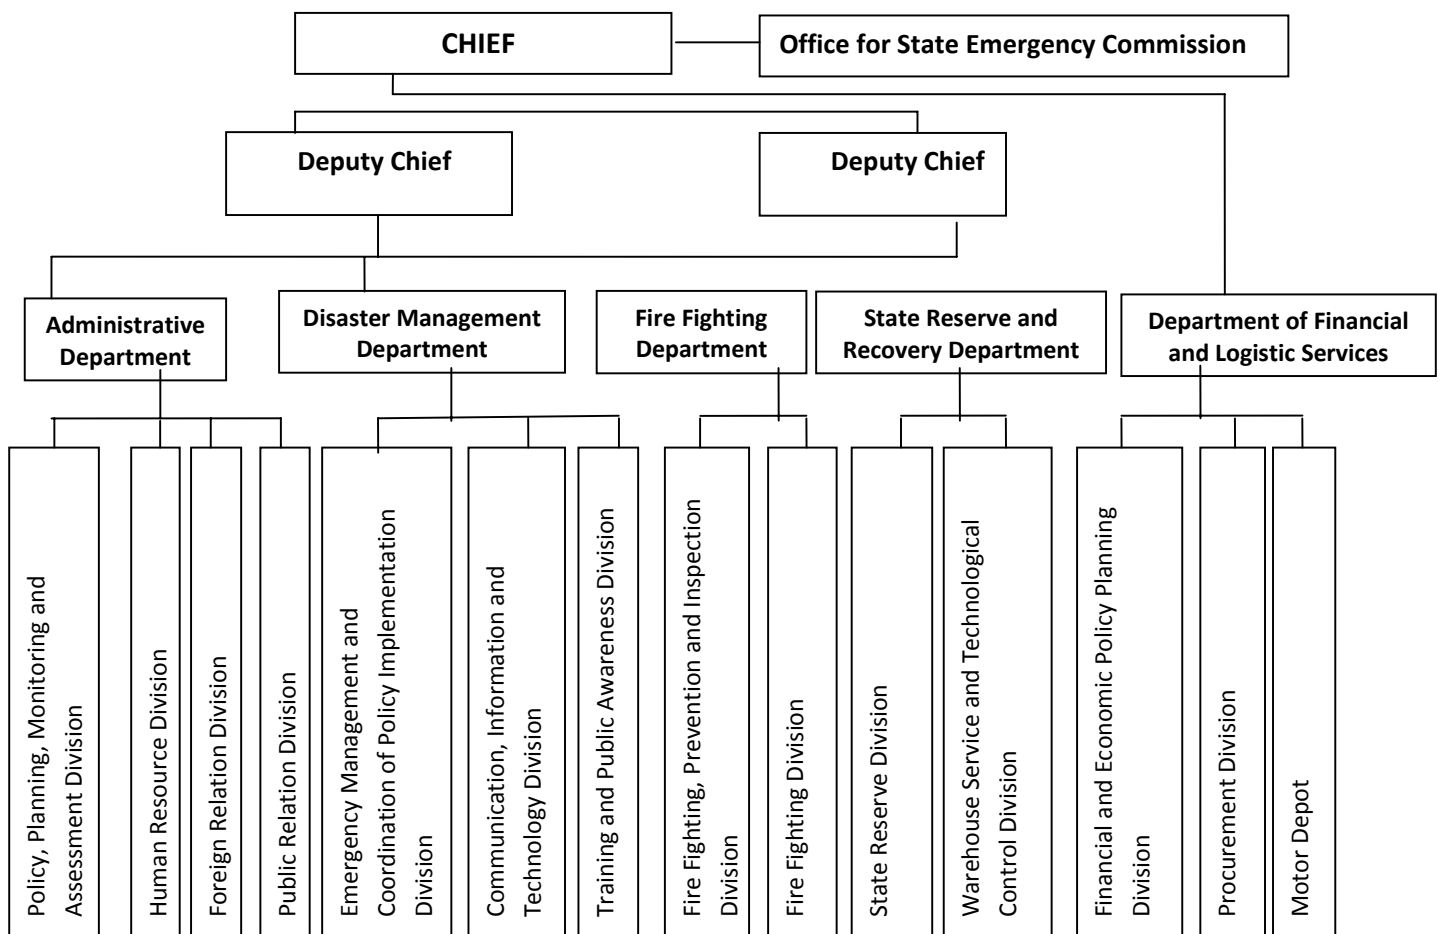 CHIEF
Office for State Emergency Commission
Deputy Chief
Deputy Chief
Administrative
Department
Disaster Management
Department
Fire Fighting
Department
State Reserve and
Recovery Department
Department of Financial
and Logistic Services
Policy, Planning, Monitoring and
Assessment Division
Human Resource Division
Foreign Relation Division
Public Relation Division
Emergency Management and
Coordination of Policy Implementation
Division
Communication, Information and
Technology Division
Training and Public Awareness Division
Fire Fighting, Prevention and Inspection
Division
Fire Fighting Division
State Reserve Division
Warehouse Service and Technological
Control Division
Financial and Economic Policy Planning
Division
Procurement Division
Motor Depot